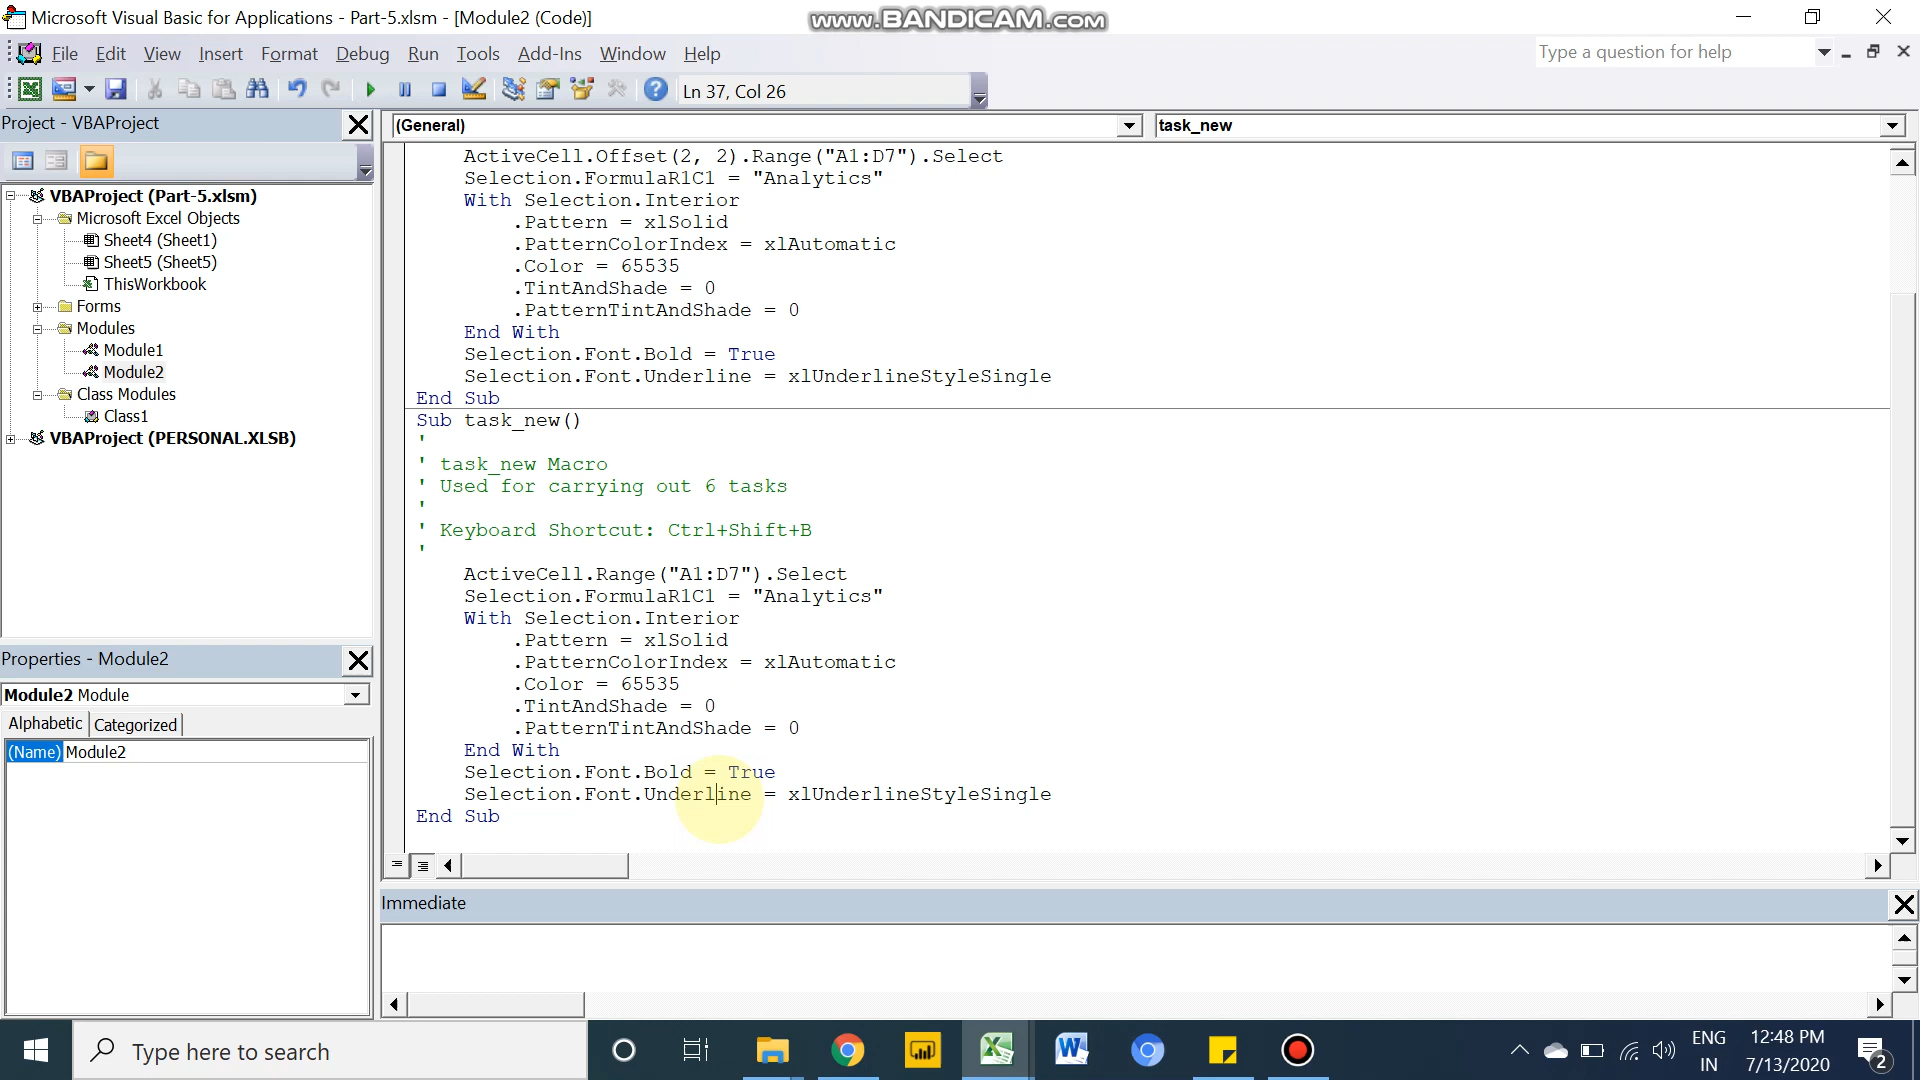 Microsoft Visual Basic for Applications - Part-5.xlsm - [Module2 (Code)]
www.BANDICAM.com
File Edit View Insert Format Debug Run Tools Add-Ins Window Help
Type a question for help
Ln 37, Col 26
Project - VBAProject
(General)
task_new
VBAProject (Part-5.xlsm)
Microsoft Excel Objects
Sheet4 (Sheet1)
Sheet5 (Sheet5)
ThisWorkbook
Forms
Modules
Module1
Module2
Class Modules
Class1
VBAProject (PERSONAL.XLSB)
ActiveCell.Offset(2, 2).Range("A1:D7").Select
Selection.FormulaR1C1 = "Analytics"
With Selection.Interior
.Pattern = xlSolid
.PatternColorIndex = xlAutomatic
.Color = 65535
.TintAndShade = 0
.PatternTintAndShade = 0
End With
Selection.Font.Bold = True
Selection.Font.Underline = xlUnderlineStyleSingle
End Sub
Sub task_new()
'
' task_new Macro
' Used for carrying out 6 tasks
'
' Keyboard Shortcut: Ctrl+Shift+B
'
ActiveCell.Range("A1:D7").Select
Selection.FormulaR1C1 = "Analytics"
With Selection.Interior
.Pattern = xlSolid
.PatternColorIndex = xlAutomatic
.Color = 65535
.TintAndShade = 0
.PatternTintAndShade = 0
End With
Selection.Font.Bold = True
Selection.Font.Underline = xlUnderlineStyleSingle
End Sub
Properties - Module2
Module2 Module
Alphabetic Categorized
(Name) Module2
Immediate
Type here to search
ENG
IN
12:48 PM
7/13/2020
2